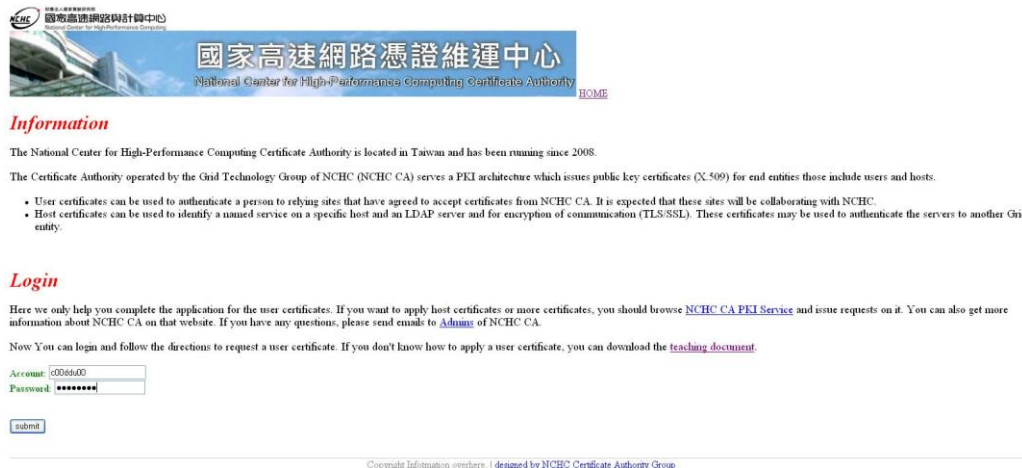 NCHC
財團法人國家實驗研究院
國家高速網路與計算中心
National Center for High-Performance Computing
國家高速網路憑證維運中心
National Center for High-Performance Computing Certificate Authority
HOME
Information
The National Center for High-Performance Computing Certificate Authority is located in Taiwan and has been running since 2008.
The Certificate Authority operated by the Grid Technology Group of NCHC (NCHC CA) serves a PKI architecture which issues public key certificates (X.509) for end entities those include users and hosts.
• User certificates can be used to authenticate a person to relying sites that have agreed to accept certificates from NCHC CA. It is expected that these sites will be collaborating with NCHC.
• Host certificates can be used to identify a named service on a specific host and an LDAP server and for encryption of communication (TLS/SSL). These certificates may be used to authenticate the servers to another Gri
entity.
Login
Here we only help you complete the application for the user certificates. If you want to apply host certificates or more certificates, you should browse NCHC CA PKI Service and issue requests on it. You can also get more
information about NCHC CA on that website. If you have any questions, please send emails to Admins of NCHC CA.
Now You can login and follow the directions to request a user certificate. If you don't know how to apply a user certificate, you can download the teaching document.
Account: c00ddu00
Password: ●●●●●●●●
submit
Copyright Infotmation overhere. | designed by NCHC Certificate Authority Group